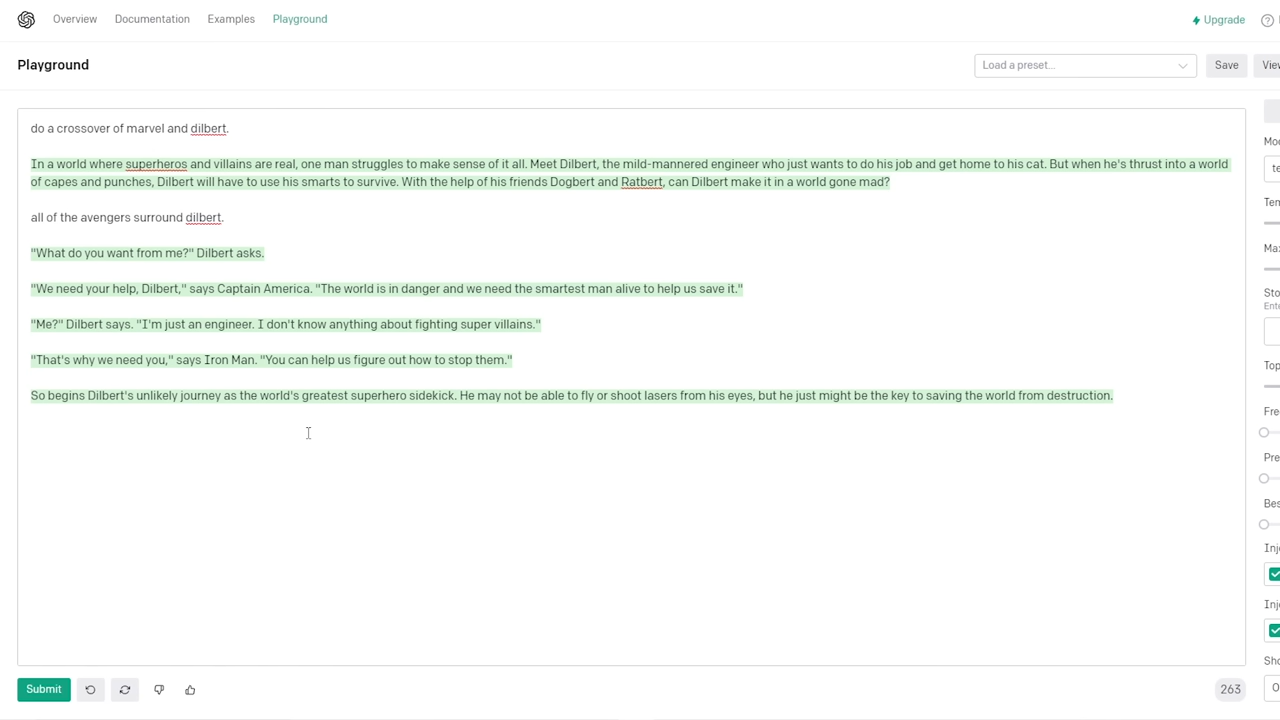 Overview Documentation Examples Playground Upgrade
Playground
Load a preset... Save
do a crossover of marvel and dilbert.
In a world where superheros and villains are real, one man struggles to make sense of it all. Meet Dilbert, the mild-mannered engineer who just wants to do his job and get home to his cat. But when he's thrust into a world
of capes and punches, Dilbert will have to use his smarts to survive. With the help of his friends Dogbert and Ratbert, can Dilbert make it in a world gone mad?
all of the avengers surround dilbert.
"What do you want from me?" Dilbert asks.
"We need your help, Dilbert," says Captain America. "The world is in danger and we need the smartest man alive to help us save it."
"Me?" Dilbert says. "I'm just an engineer. I don't know anything about fighting super villains."
"That's why we need you," says Iron Man. "You can help us figure out how to stop them."
So begins Dilbert's unlikely journey as the world's greatest superhero sidekick. He may not be able to fly or shoot lasers from his eyes, but he just might be the key to saving the world from destruction.
Submit
263